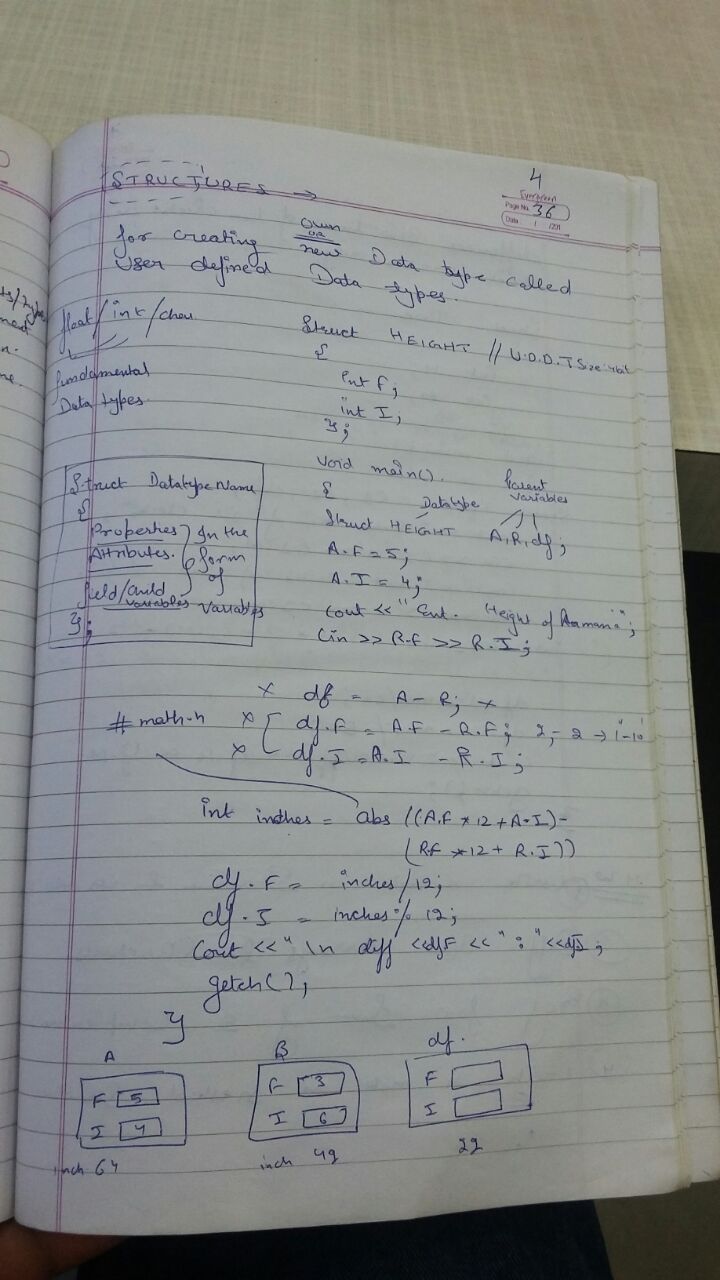 4
Evergreen
Page No. 36
Date / /201
STRUCTURES →
for creating own or new Data type called
User defined Data types.
float / int / char
fundamental
Data types.
Struct HEIGHT // U.D.D.T Size:
{
int F;
int I;
};
Struct Datatype Name
{
Properties } In the
Attributes. } form
of
field/child
variables variables
};
Void main().
{
Datatype Parent
variables
Struct HEIGHT A, R, df;
A.F = 5;
A.I = 4;
Cout << " Ent. Height of Raman";
Cin >> R.F >> R.I;
× df = A - R; ×
# math.h × [ df.F = A.F - R.F; 2, -2 → 1-10
× df.I = A.I - R.I;
int inches = abs ((A.F * 12 + A.I) -
(R.F * 12 + R.I))
df.F = inches / 12;
df.I = inches % 12;
Cout << " \n diff << df.F << " : " << df.I;
getch();
}
A B df.
F 5 F 3 F
I 4 I 6 I
inch 64 inch 42 22